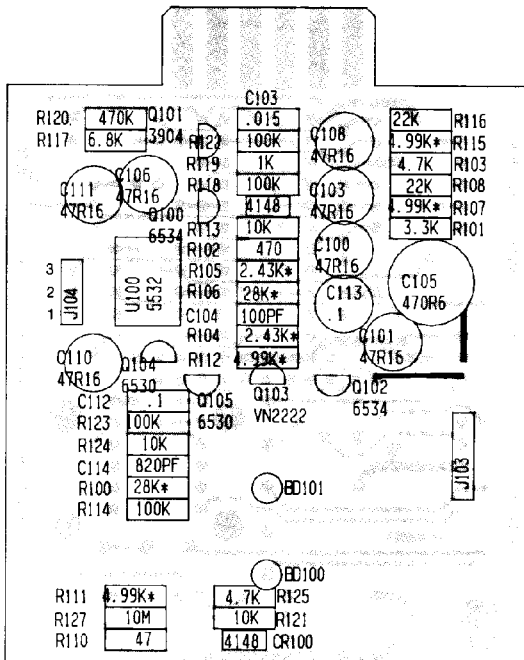 C103
R120 470K Q101 .015 22K R116
R117 6.8K 3904 R122 100K C108 47R16 4.99K* R115
R119 1K 4.7K R103
C111 47R16 C106 47R16 R118 100K C103 47R16 22K R108
Q100 6534 4148 4.99K* R107
R113 10K 3.3K R101
R102 470 C100 47R16
3 2 1 J104 U100 5532 R105 2.43K*
R106 28K* C113 .1 C105 470R6
C104 100PF
R104 2.43K* C101 47R16
C110 47R16 Q104 6530 R112 4.99K*
C112 .1 Q105 6530 Q103 VN2222 Q102 6534
R123 100K
R124 10K
C114 820PF J103
R100 28K* BD101
R114 100K
BD100
R111 4.99K* 4.7K R125
R127 10M 10K R121
R110 47 4148 CR100